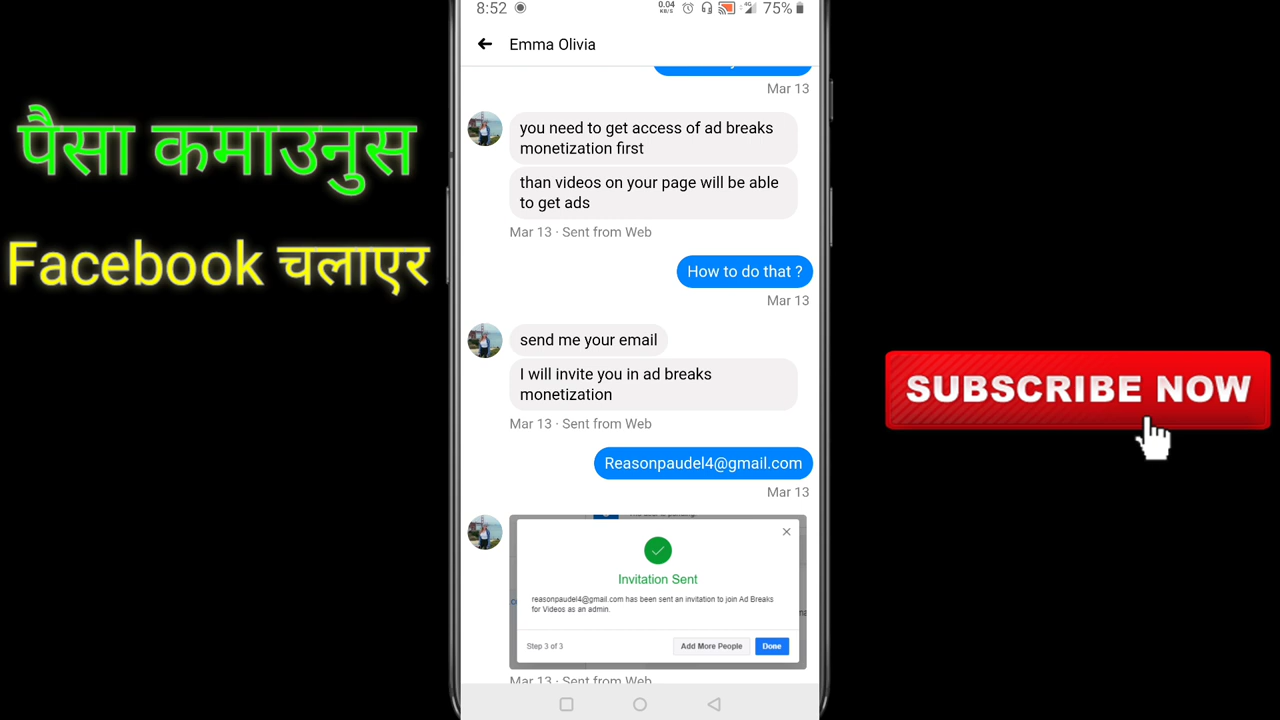 पैसा कमाउनुस
Facebook चलाएर
8:52
0.04
KB/S
4G
75%
Emma Olivia
Mar 13
you need to get access of ad breaks
monetization first
than videos on your page will be able
to get ads
Mar 13 · Sent from Web
How to do that ?
Mar 13
send me your email
I will invite you in ad breaks
monetization
Mar 13 · Sent from Web
Reasonpaudel4@gmail.com
Mar 13
Invitation Sent
reasonpaudel4@gmail.com has been sent an invitation to join Ad Breaks
for Videos as an admin.
Step 3 of 3
Add More People
Done
Mar 13 · Sent from Web
SUBSCRIBE NOW